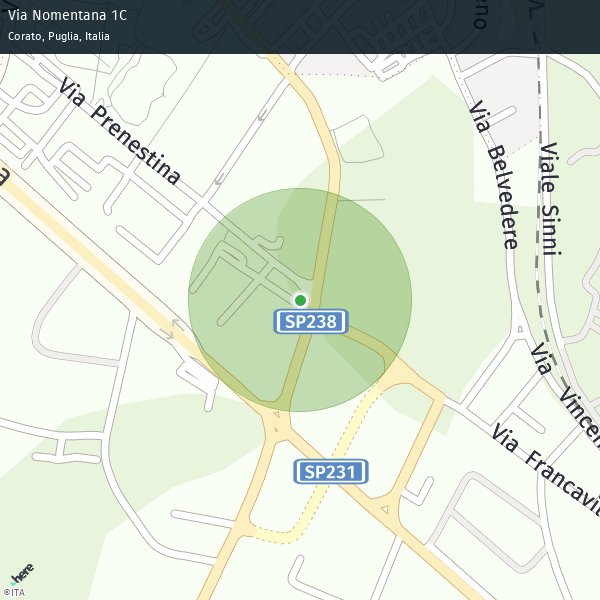 Via Nomentana 1C
Corato, Puglia, Italia
Via Prenestina
Via Belvedere
Viale Sinni
SP238
Via Vincen
Via Francavil
SP231
here
©ITA